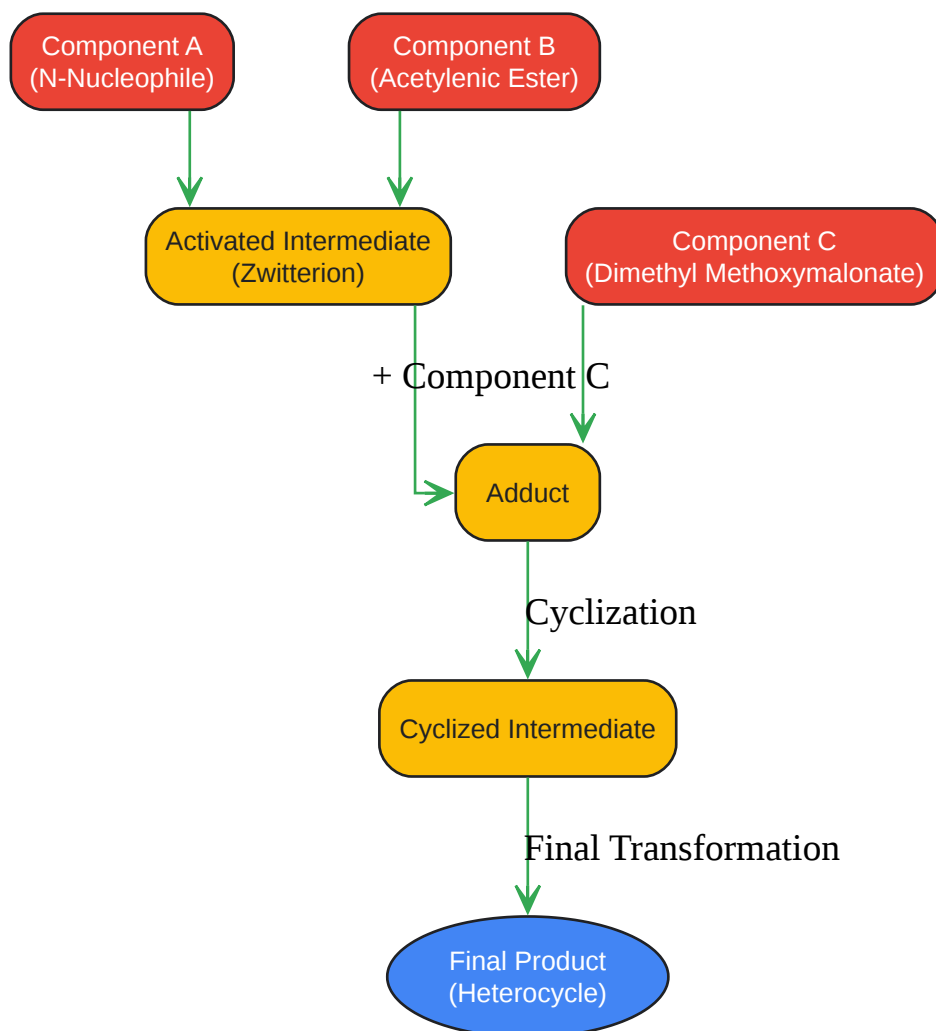 Component A
(N-Nucleophile)
Component B
(Acetylenic Ester)
Activated Intermediate
(Zwitterion)
Component C
(Dimethyl Methoxymalonate)
+ Component C
Adduct
Cyclization
Cyclized Intermediate
Final Transformation
Final Product
(Heterocycle)